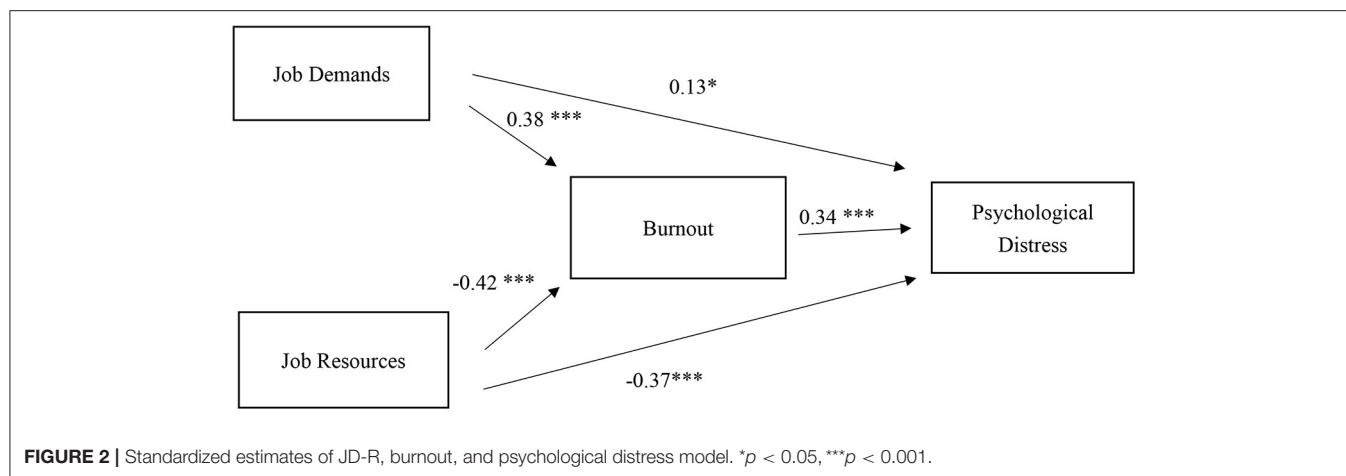 Job Demands
0.13*
0.38 ***
Burnout
0.34 ***
Psychological
Distress
-0.42 ***
Job Resources
-0.37***
FIGURE 2 | Standardized estimates of JD-R, burnout, and psychological distress model. *p < 0.05, ***p < 0.001.